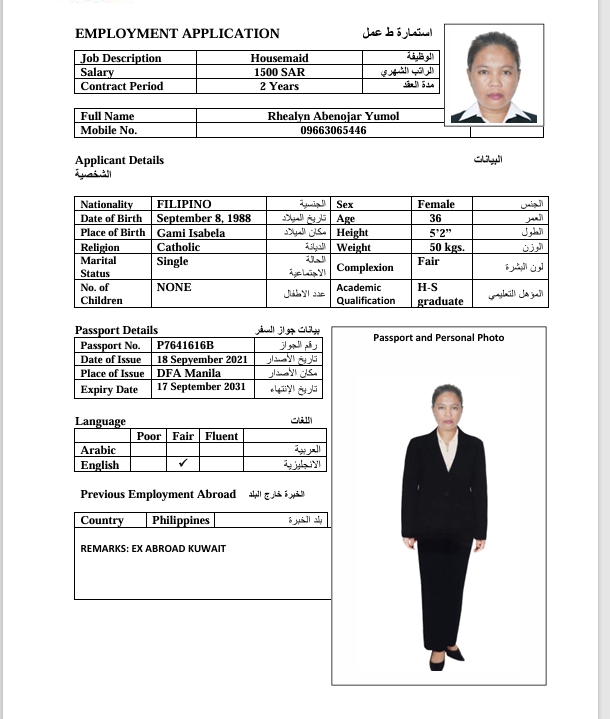 EMPLOYMENT APPLICATION استمارة ط عمل
Job Description Housemaid الوظيفة
Salary 1500 SAR الراتب الشهري
Contract Period 2 Years مدة العقد
Full Name Rhealyn Abenojar Yumol
Mobile No. 09663065446
Applicant Details البيانات
الشخصية
Nationality FILIPINO الجنسية Sex Female الجنس
Date of Birth September 8, 1988 تاريخ الميلاد Age 36 العمر
Place of Birth Gami Isabela مكان الميلاد Height 5’2” الطول
Religion Catholic الديانة Weight 50 kgs. الوزن
Marital Status Single الحالة الاجتماعية Complexion Fair لون البشرة
No. of Children NONE عدد الاطفال Academic Qualification H-S graduate المؤهل التعليمي
Passport Details بيانات جواز السفر
Passport No. P7641616B رقم الجواز
Date of Issue 18 Sepyember 2021 تاريخ الأصدار
Place of Issue DFA Manila مكان الأصدار
Expiry Date 17 September 2031 تاريخ الإنتهاء
Passport and Personal Photo
Language اللغات
Poor Fair Fluent
Arabic العربية
English ✓ الانجليزية
Previous Employment Abroad الخبرة خارج البلد
Country Philippines بلد الخبرة
REMARKS: EX ABROAD KUWAIT